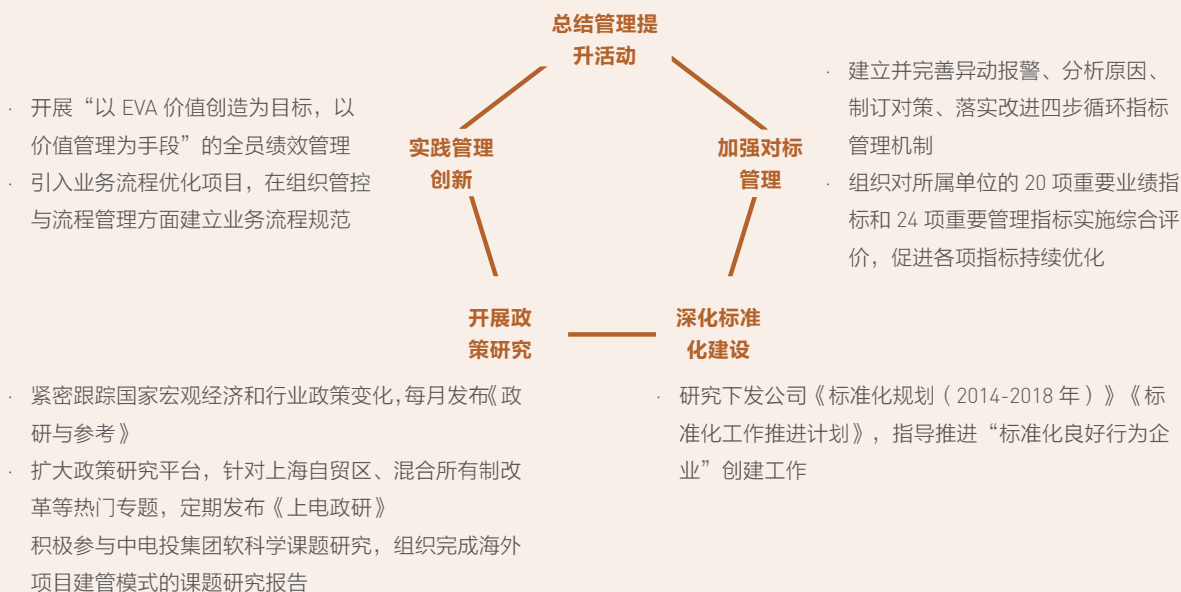 总结管理提
升活动
· 开展“以 EVA 价值创造为目标，以
价值管理为手段”的全员绩效管理
· 引入业务流程优化项目，在组织管控
与流程管理方面建立业务流程规范
实践管理
创新
加强对标
管理
· 建立并完善异动报警、分析原因、
制订对策、落实改进四步循环指标
管理机制
· 组织对所属单位的 20 项重要业绩指
标和 24 项重要管理指标实施综合评
价，促进各项指标持续优化
开展政
策研究
深化标准
化建设
· 紧密跟踪国家宏观经济和行业政策变化，每月发布《政
研与参考》
· 扩大政策研究平台，针对上海自贸区、混合所有制改
革等热门专题，定期发布《上电政研》
积极参与中电投集团软科学课题研究，组织完成海外
项目建管模式的课题研究报告
· 研究下发公司《标准化规划（2014-2018 年）》《标
准化工作推进计划》，指导推进“标准化良好行为企
业”创建工作